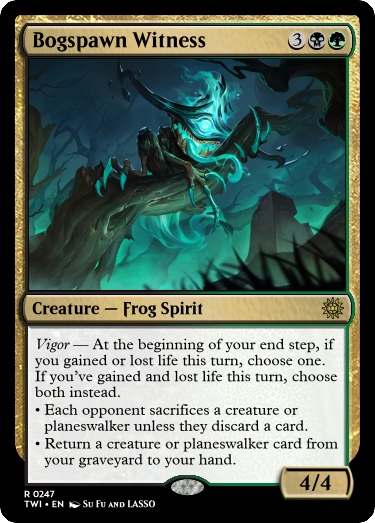 Bogspawn Witness 3
Creature — Frog Spirit
Vigor — At the beginning of your end step, if
you gained or lost life this turn, choose one.
If you've gained and lost life this turn, choose
both instead.
• Each opponent sacrifices a creature or
planeswalker unless they discard a card.
• Return a creature or planeswalker card from
your graveyard to your hand.
4/4
R 0247
TWI • EN Su Fu and LASSO